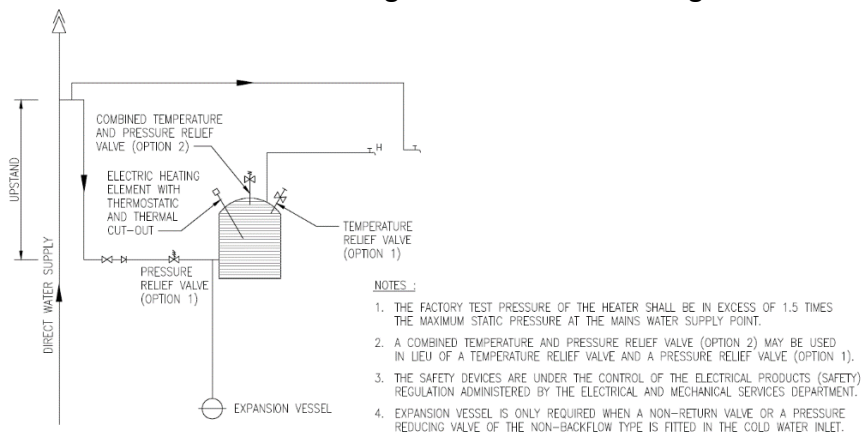 COMBINED TEMPERATURE
AND PRESSURE RELIEF
VALVE (OPTION 2)
H
UPSTAND
ELECTRIC HEATING
ELEMENT WITH
THERMOSTATIC
AND THERMAL
CUT-OUT
TEMPERATURE
RELIEF VALVE
(OPTION 1)
PRESSURE
RELIEF VALVE
(OPTION 1)
DIRECT WATER SUPPLY
EXPANSION VESSEL
NOTES :
1. THE FACTORY TEST PRESSURE OF THE HEATER SHALL BE IN EXCESS OF 1.5 TIMES
THE MAXIMUM STATIC PRESSURE AT THE MAINS WATER SUPPLY POINT.
2. A COMBINED TEMPERATURE AND PRESSURE RELIEF VALVE (OPTION 2) MAY BE USED
IN LIEU OF A TEMPERATURE RELIEF VALVE AND A PRESSURE RELIEF VALVE (OPTION 1).
3. THE SAFETY DEVICES ARE UNDER THE CONTROL OF THE ELECTRICAL PRODUCTS (SAFETY)
REGULATION ADMINISTERED BY THE ELECTRICAL AND MECHANICAL SERVICES DEPARTMENT.
4. EXPANSION VESSEL IS ONLY REQUIRED WHEN A NON-RETURN VALVE OR A PRESSURE
REDUCING VALVE OF THE NON-BACKFLOW TYPE IS FITTED IN THE COLD WATER INLET.